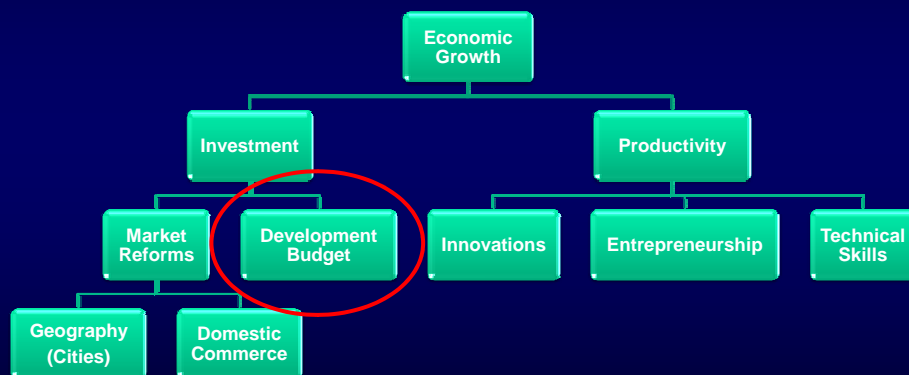 Economic
Growth
Investment
Productivity
Market
Reforms
Development
Budget
Innovations
Entrepreneurship
Technical
Skills
Geography
(Cities)
Domestic
Commerce